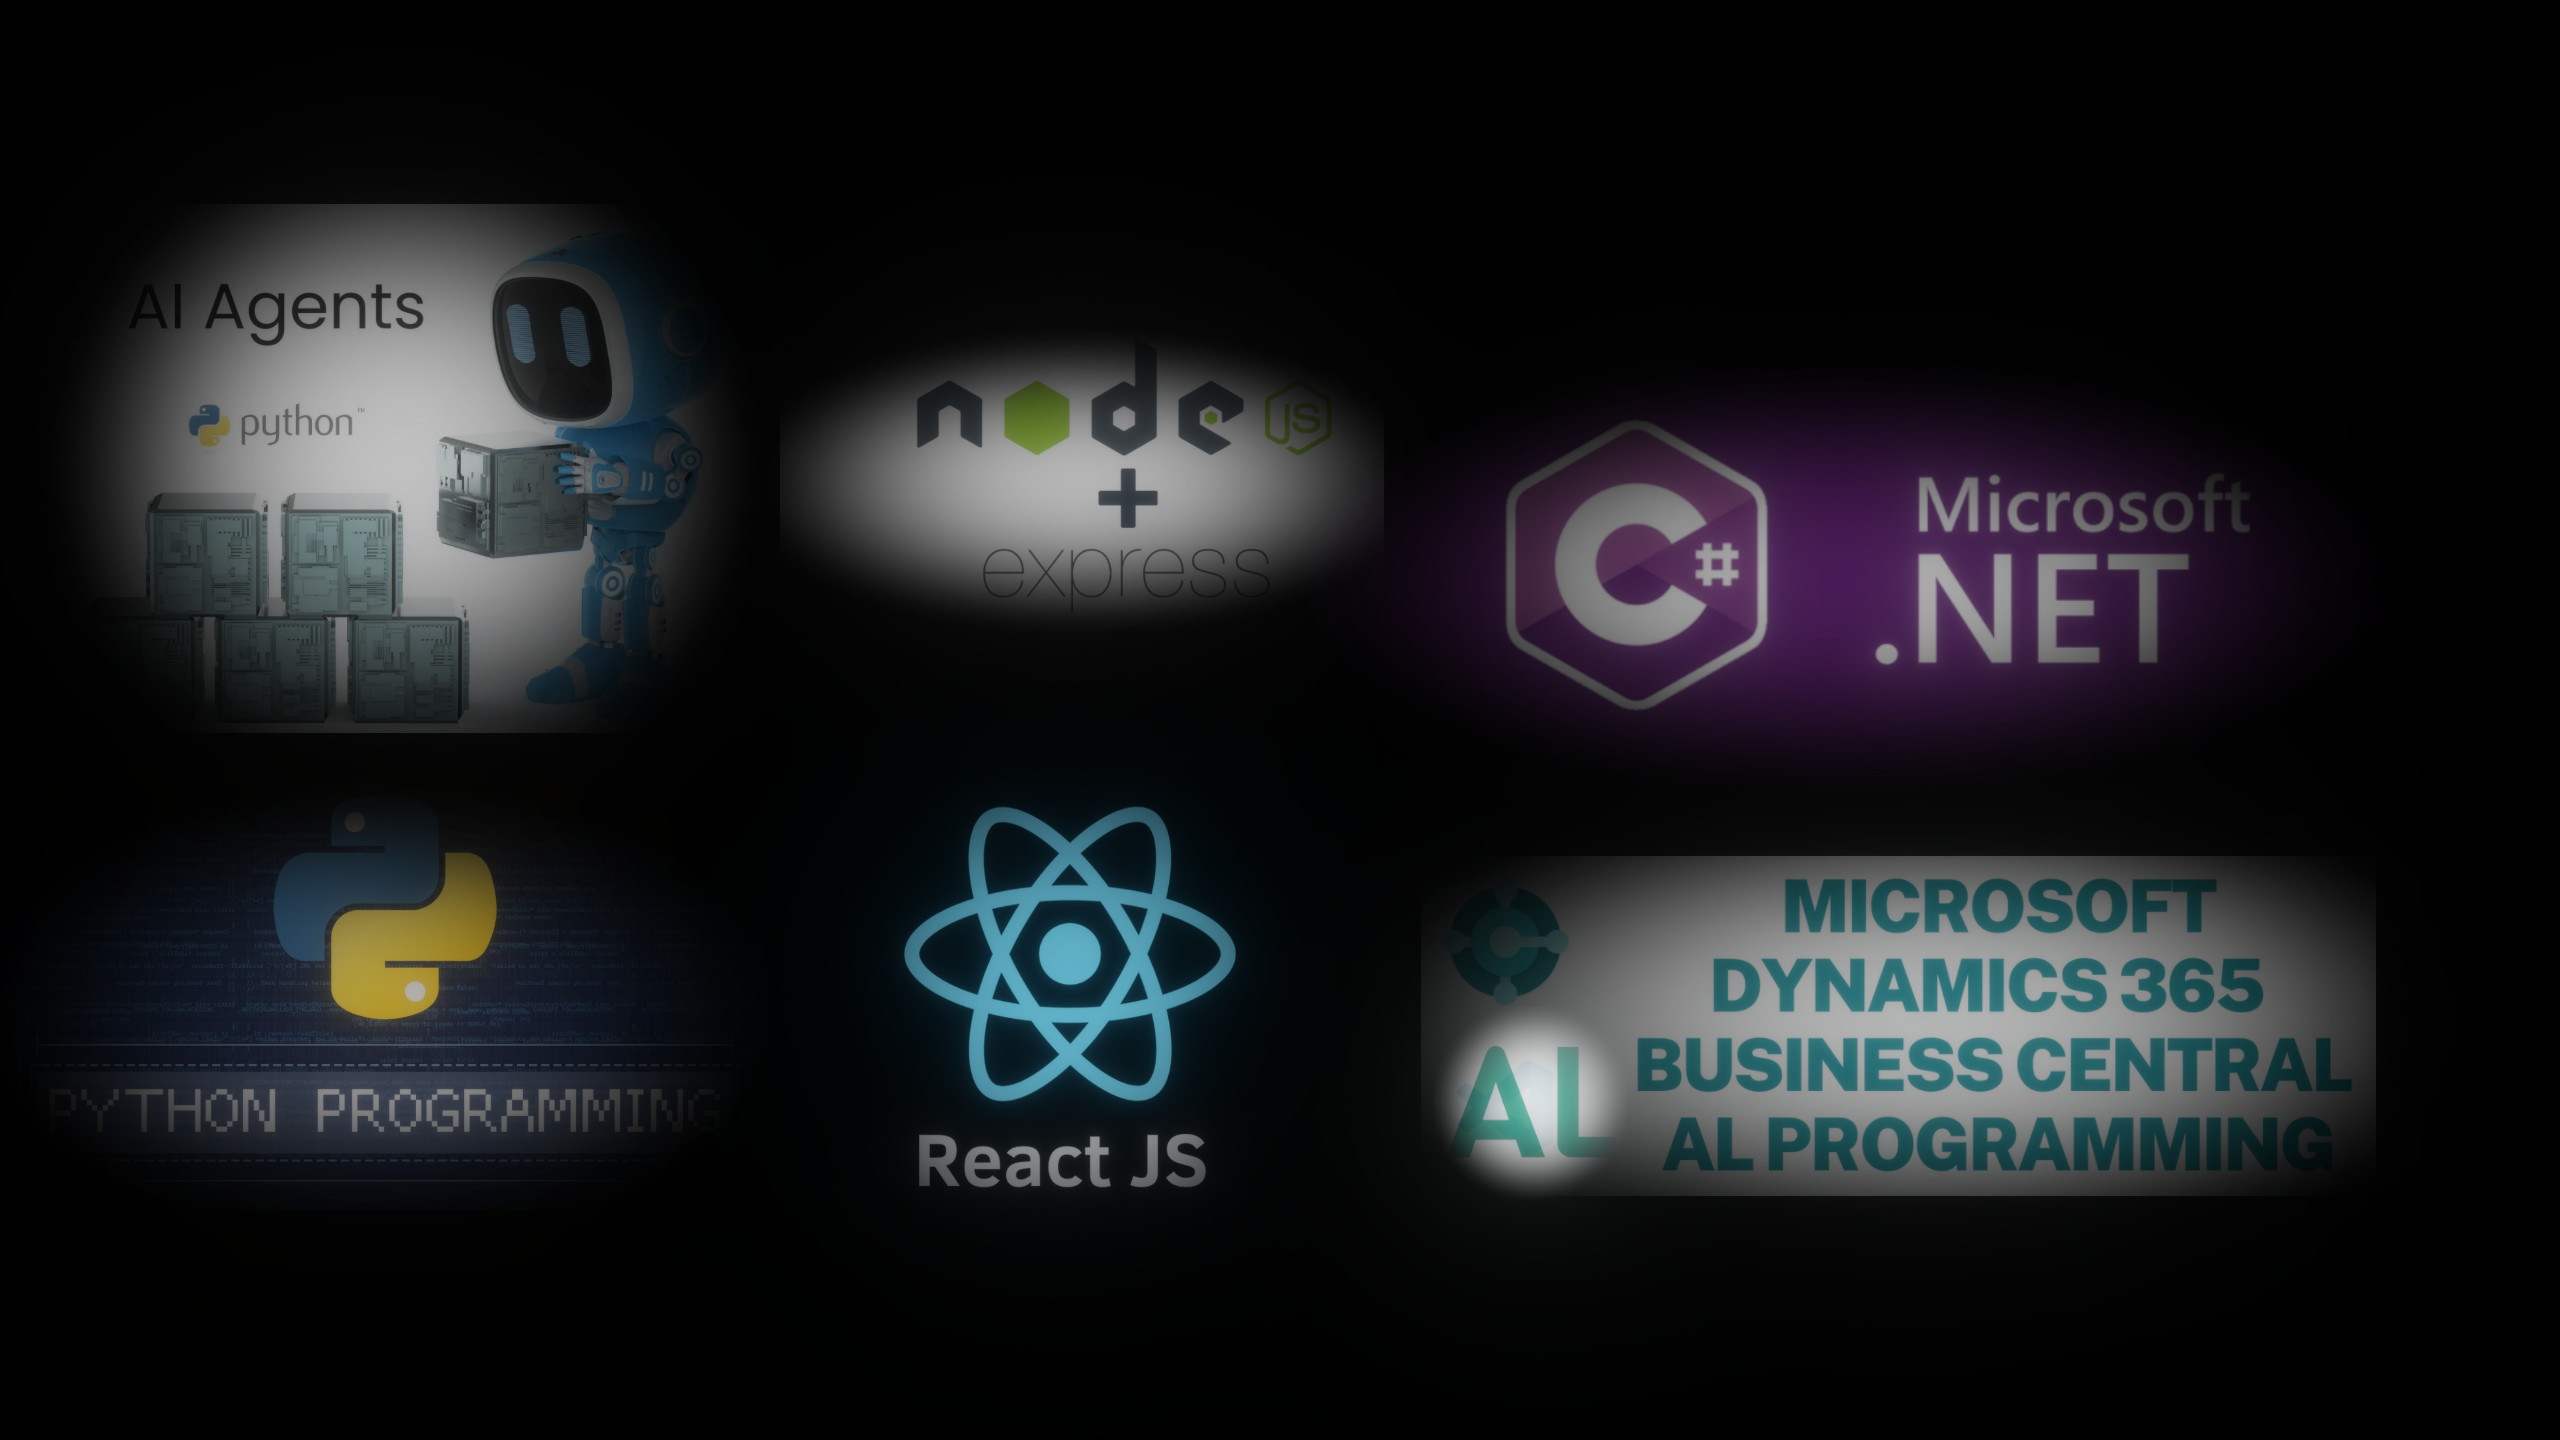 AI Agents
python™
node
JS
+
express
C#
Microsoft
.NET
PYTHON PROGRAMMING
React JS
AL
MICROSOFT
DYNAMICS 365
BUSINESS CENTRAL
AL PROGRAMMING